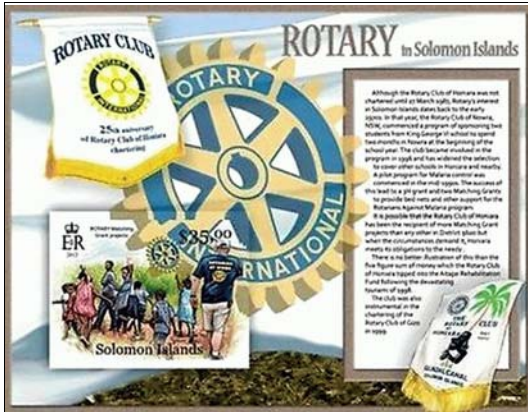 ROTARY in Solomon Islands
ROTARY CLUB
ROTARY
INTERNATIONAL
25th aniversary
of Rotary Club of Honiara
chartering
ROTARY
INTERNATIONAL
Although the Rotary Club of Honiara was not
chartered until 27 March 1981, Rotary's interest
in Solomon Islands dates back to the early
1970s. In that year, the Rotary Club of Nowra,
NSW, commenced a program of sponsoring two
students from King George VI school to spend
two months in Nowra at the beginning of the
school year. The club became involved in the
program in 1998 and has widened the selection
to cover other schools in Honiara and nearby.
A pilot program for Malaria control was
commenced in the mid-1990s. The success of
this lead to a 3H grant and two Matching Grants
to provide bed nets and other support for the
Rotarians Against Malaria program.
It is possible that the Rotary Club of Honiara
has been the recipient of more Matching Grant
projects than any other in District 9600 but
when the circumstances demand it, Honiara
meets its obligations to the needy.
There is no better illustration of this than the
five figure sum of money which the Rotary Club
of Honiara tipped into the Aitape Rehabilitation
Fund following the devastating
tsunami of 1998.
The club was also
instrumental in the
chartering of the
Rotary Club of Gizo
in 1999.
EIIR
2013
ROTARY Matching
Grant projects
$35.00
Solomon Islands
THE
ROTARY CLUB
HONIARA
GUADALCANAL
SOLOMON ISLANDS